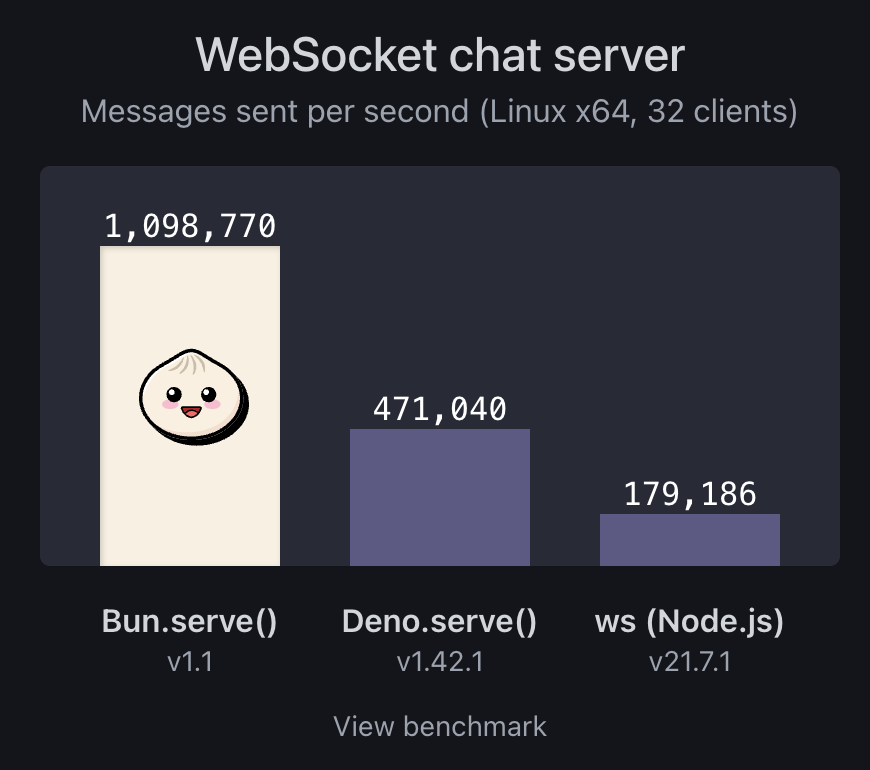 WebSocket chat server
Messages sent per second (Linux x64, 32 clients)
1,098,770
471,040
179,186
Bun.serve()
v1.1
Deno.serve()
v1.42.1
ws (Node.js)
v21.7.1
View benchmark